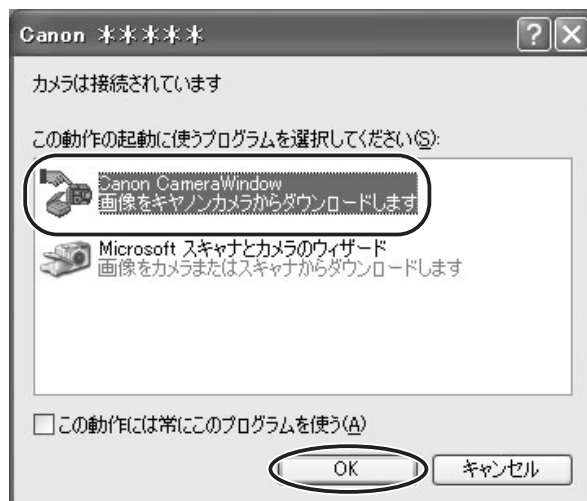 Canon *****
カメラは接続されています
この動作の起動に使うプログラムを選択してください(S):
Canon CameraWindow
画像をキヤノンカメラからダウンロードします
Microsoft スキャナとカメラのウィザード
画像をカメラまたはスキャナからダウンロードします
この動作には常にこのプログラムを使う(A)
OK キャンセル